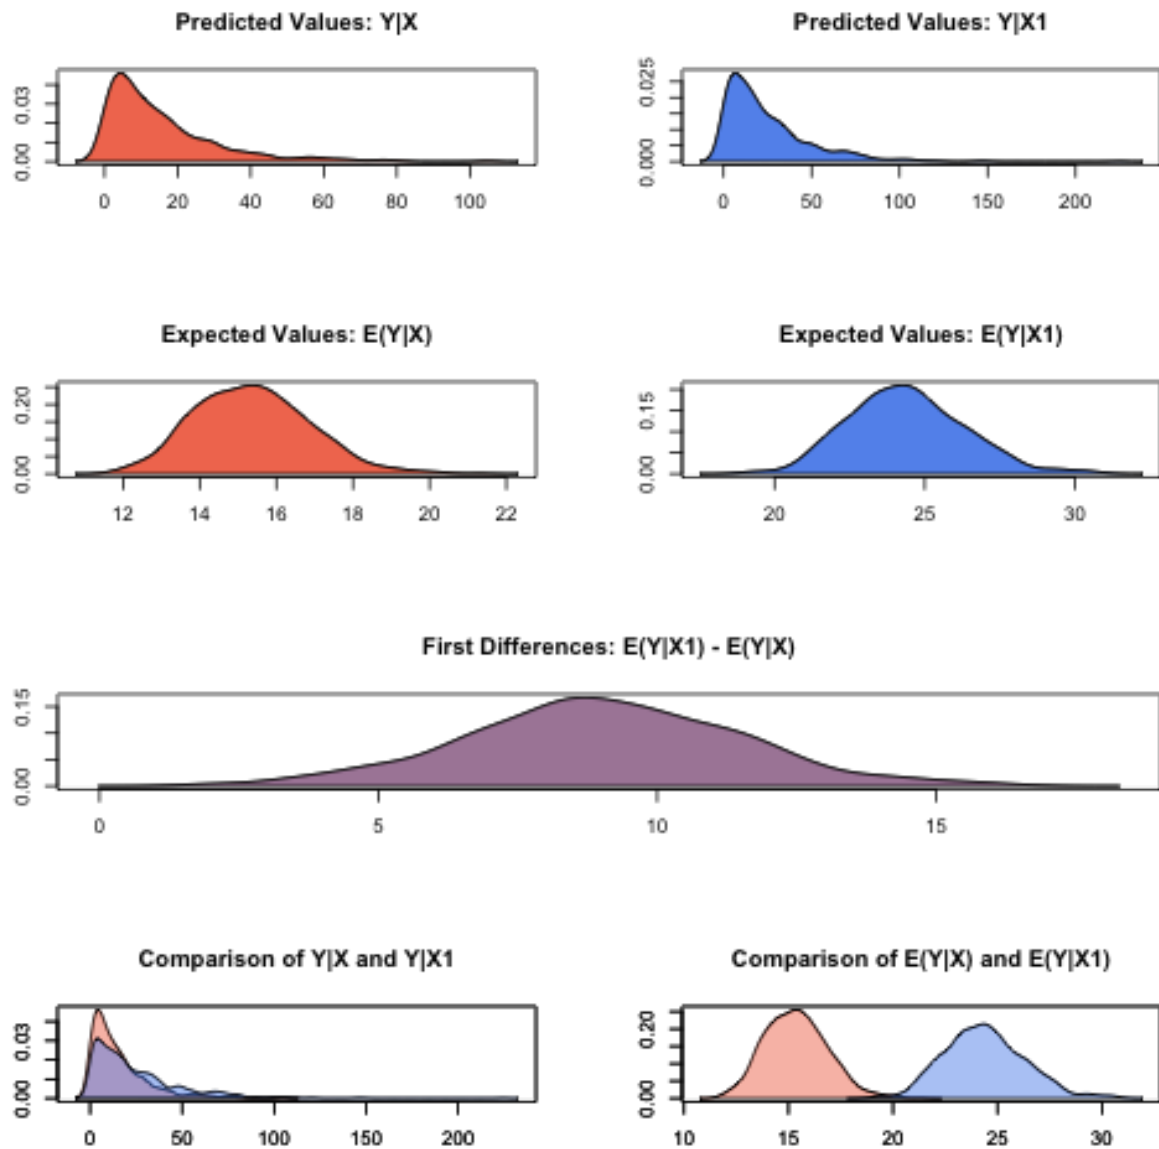 Predicted Values: Y|X
0.00 0.03
0 20 40 60 80 100
Predicted Values: Y|X1
0.000 0.025
0 50 100 150 200
Expected Values: E(Y|X)
0.00 0.20
12 14 16 18 20 22
Expected Values: E(Y|X1)
0.00 0.15
20 25 30
First Differences: E(Y|X1) - E(Y|X)
0.00 0.15
0 5 10 15
Comparison of Y|X and Y|X1
0.00 0.03
0 50 100 150 200
Comparison of E(Y|X) and E(Y|X1)
0.00 0.20
10 15 20 25 30